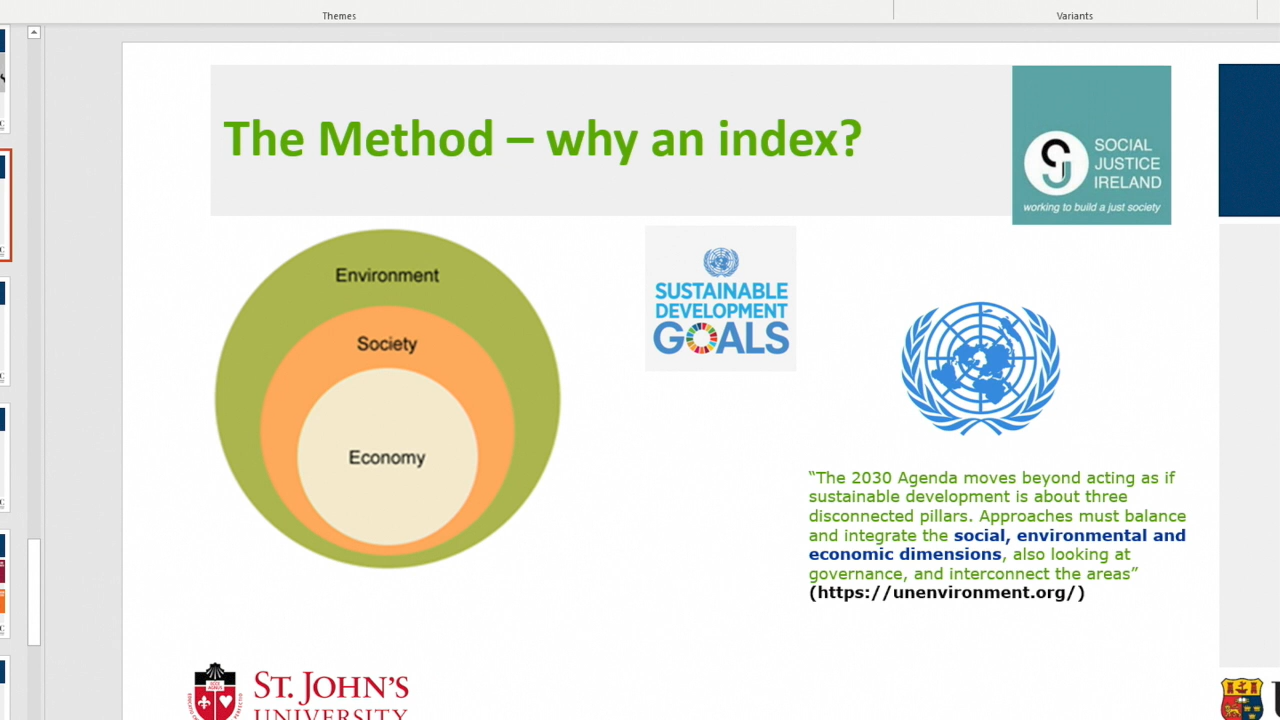 Themes
Variants
The Method – why an index?
SOCIAL
JUSTICE
IRELAND
working to build a just society
Environment
Society
Economy
SUSTAINABLE
DEVELOPMENT
GOALS
“The 2030 Agenda moves beyond acting as if
sustainable development is about three
disconnected pillars. Approaches must balance
and integrate the social, environmental and
economic dimensions, also looking at
governance, and interconnect the areas”
(https://unenvironment.org/)
ST. JOHN'S
UNIVERSITY